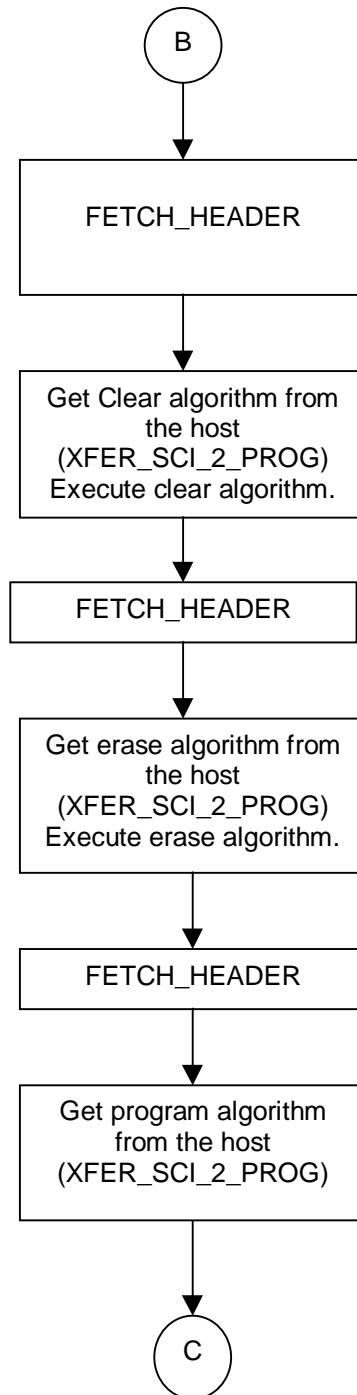 B
FETCH_HEADER
Get Clear algorithm from
the host
(XFER_SCI_2_PROG)
Execute clear algorithm.
FETCH_HEADER
Get erase algorithm from
the host
(XFER_SCI_2_PROG)
Execute erase algorithm.
FETCH_HEADER
Get program algorithm
from the host
(XFER_SCI_2_PROG)
C